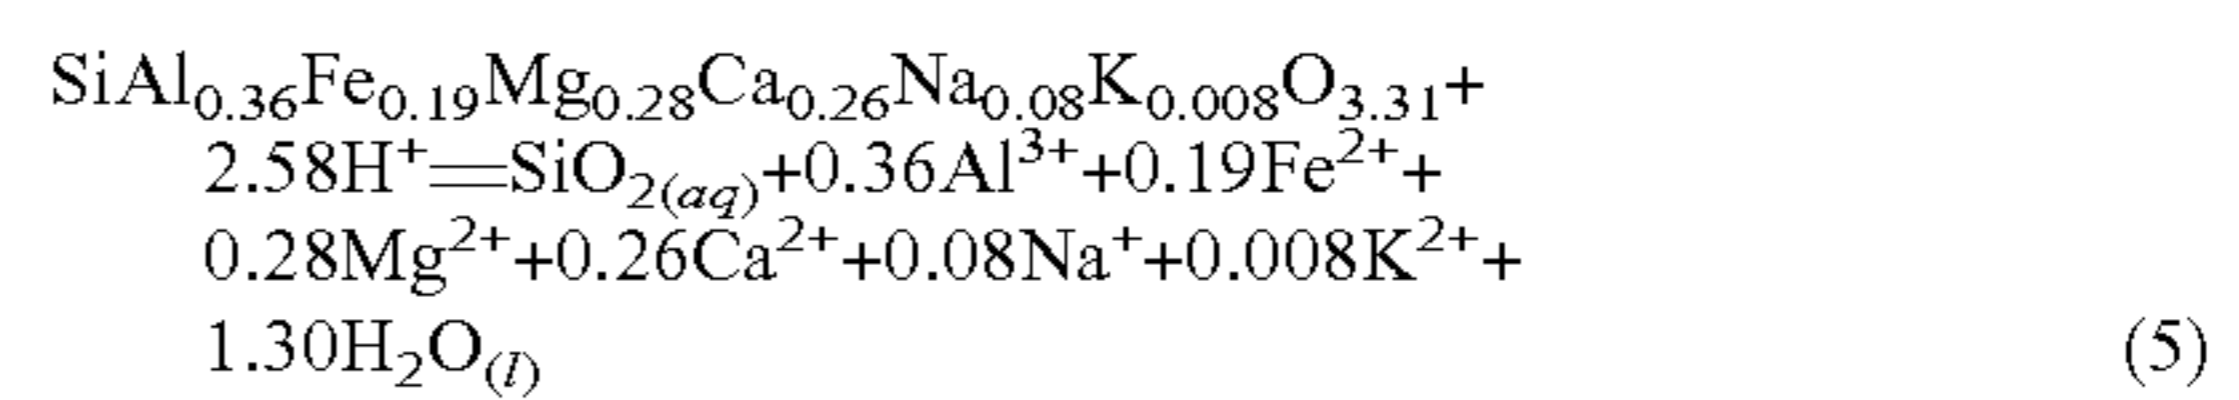 SiAl₀.₃₆Fe₀.₁₉Mg₀.₂₈Ca₀.₂₆Na₀.₀₈K₀.₀₀₈O₃.₃₁+
2.58H⁺=SiO₂₍aq₎+0.36Al³⁺+0.19Fe²⁺+
0.28Mg²⁺+0.26Ca²⁺+0.08Na⁺+0.008K²⁺+
1.30H₂O₍l₎ (5)